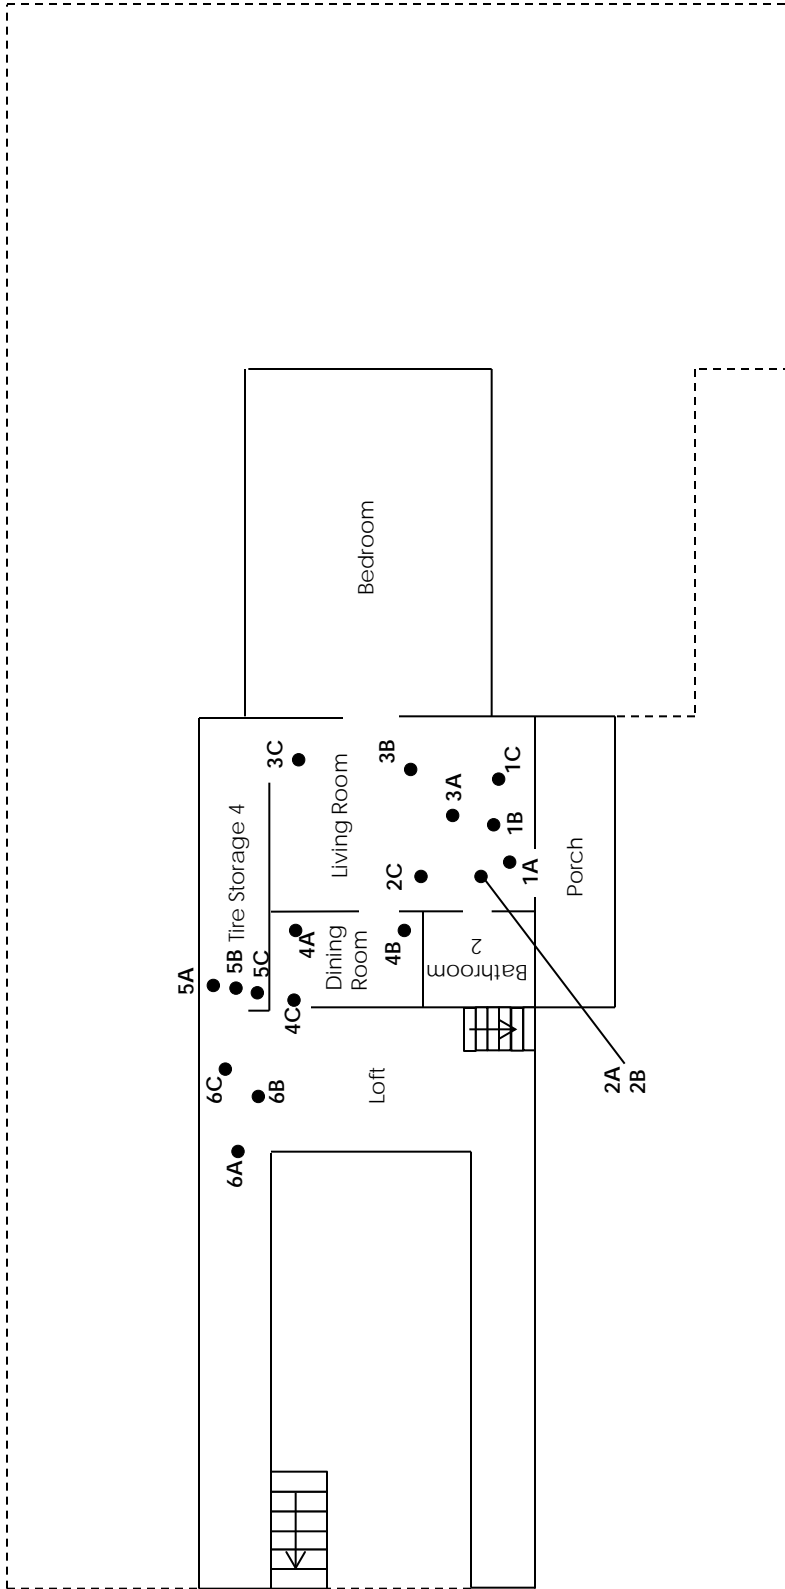 Bedroom
3C
Living Room
3B
3A
1C
1B
1A
2C
Porch
Tire Storage 4
5A
5B
5C
4A
Dining
Room
4B
Bathroom
2
4C
6C
6B
Loft
2A
2B
6A